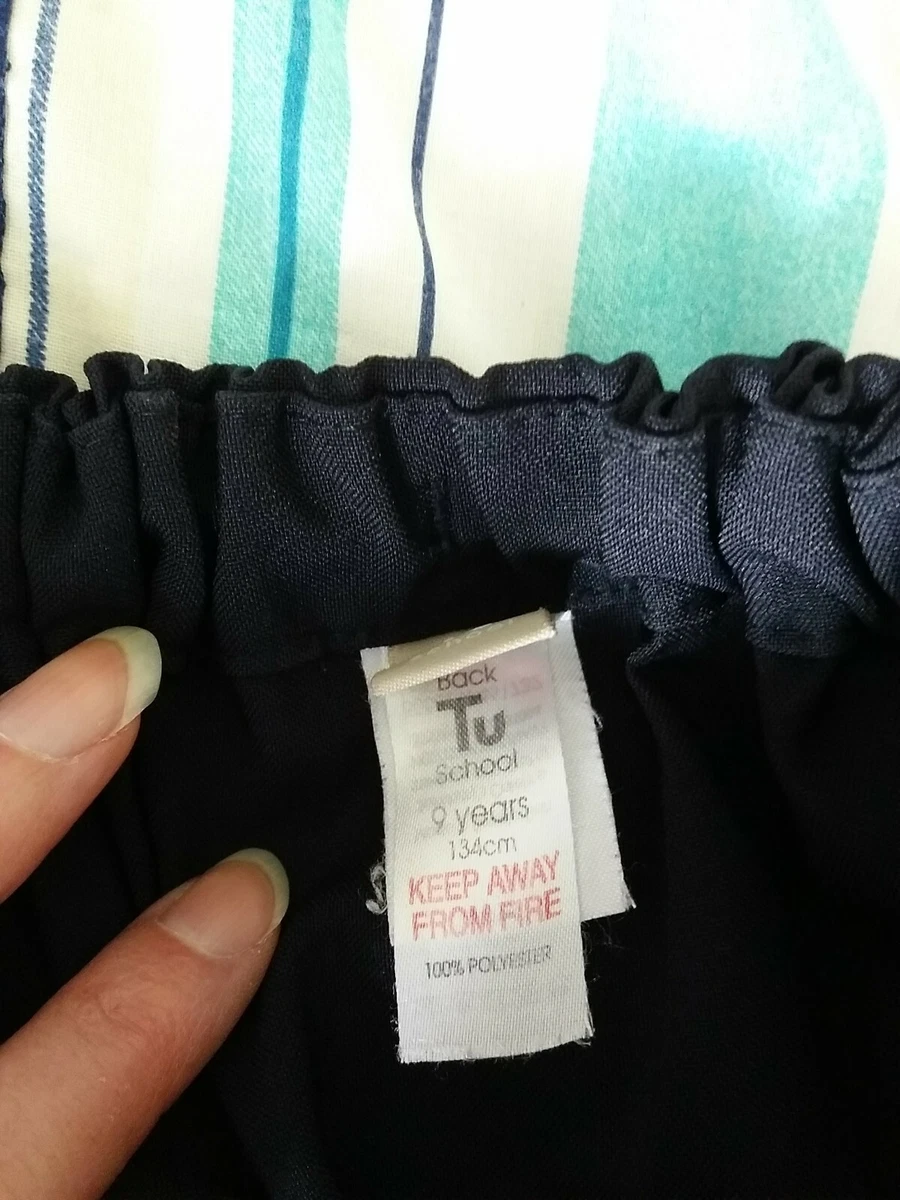 Back
Tu
School
9 years
134cm
KEEP AWAY
FROM FIRE
100% POLYESTER